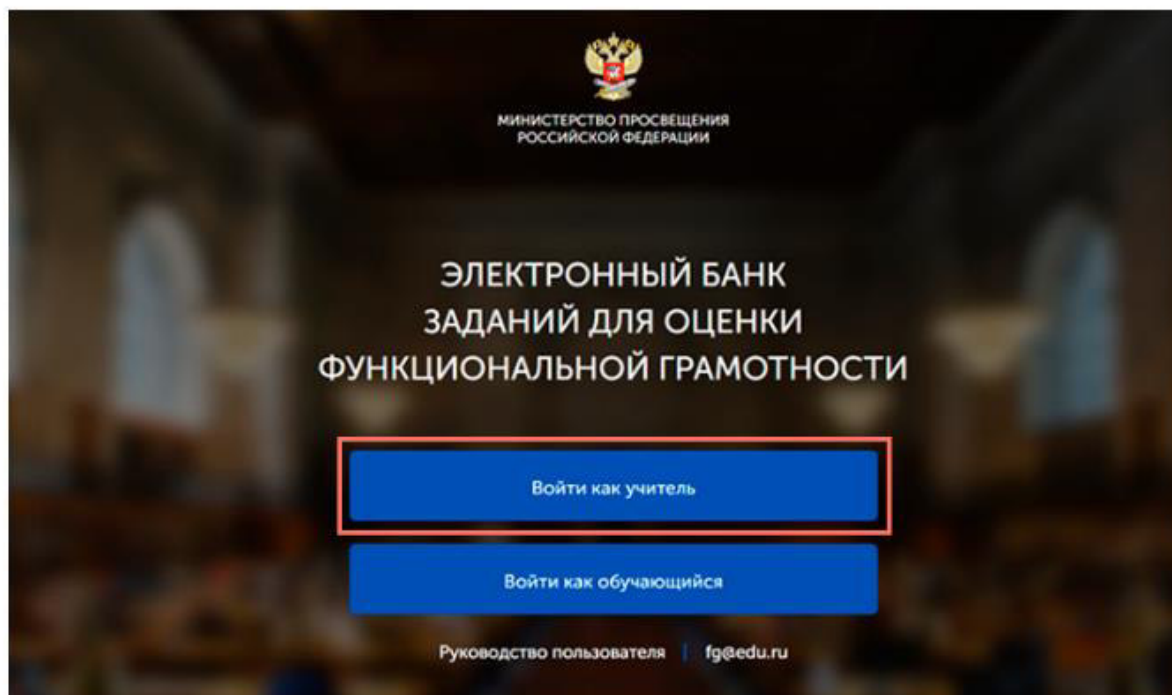 МИНИСТЕРСТВО ПРОСВЕЩЕНИЯ
РОССИЙСКОЙ ФЕДЕРАЦИИ
ЭЛЕКТРОННЫЙ БАНК
ЗАДАНИЙ ДЛЯ ОЦЕНКИ
ФУНКЦИОНАЛЬНОЙ ГРАМОТНОСТИ
Войти как учитель
Войти как обучающийся
Руководство пользователя | fg@edu.ru